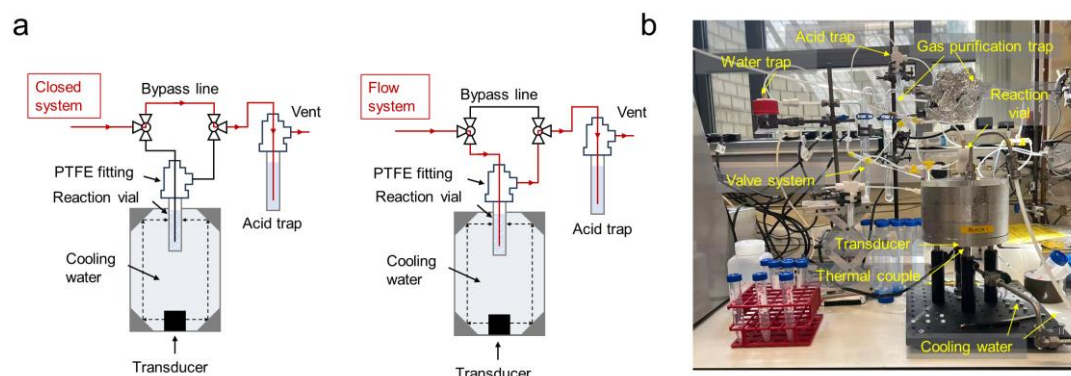 a
Closed
system
Bypass line
Vent
PTFE fitting
Reaction vial
Acid trap
Cooling
water
Transducer
Flow
system
Bypass line
Vent
PTFE fitting
Reaction vial
Acid trap
Cooling
water
Transducer
b
Acid trap
Gas purification trap
Water trap
Reaction
vial
Valve system
Transducer
Thermal couple
Cooling water